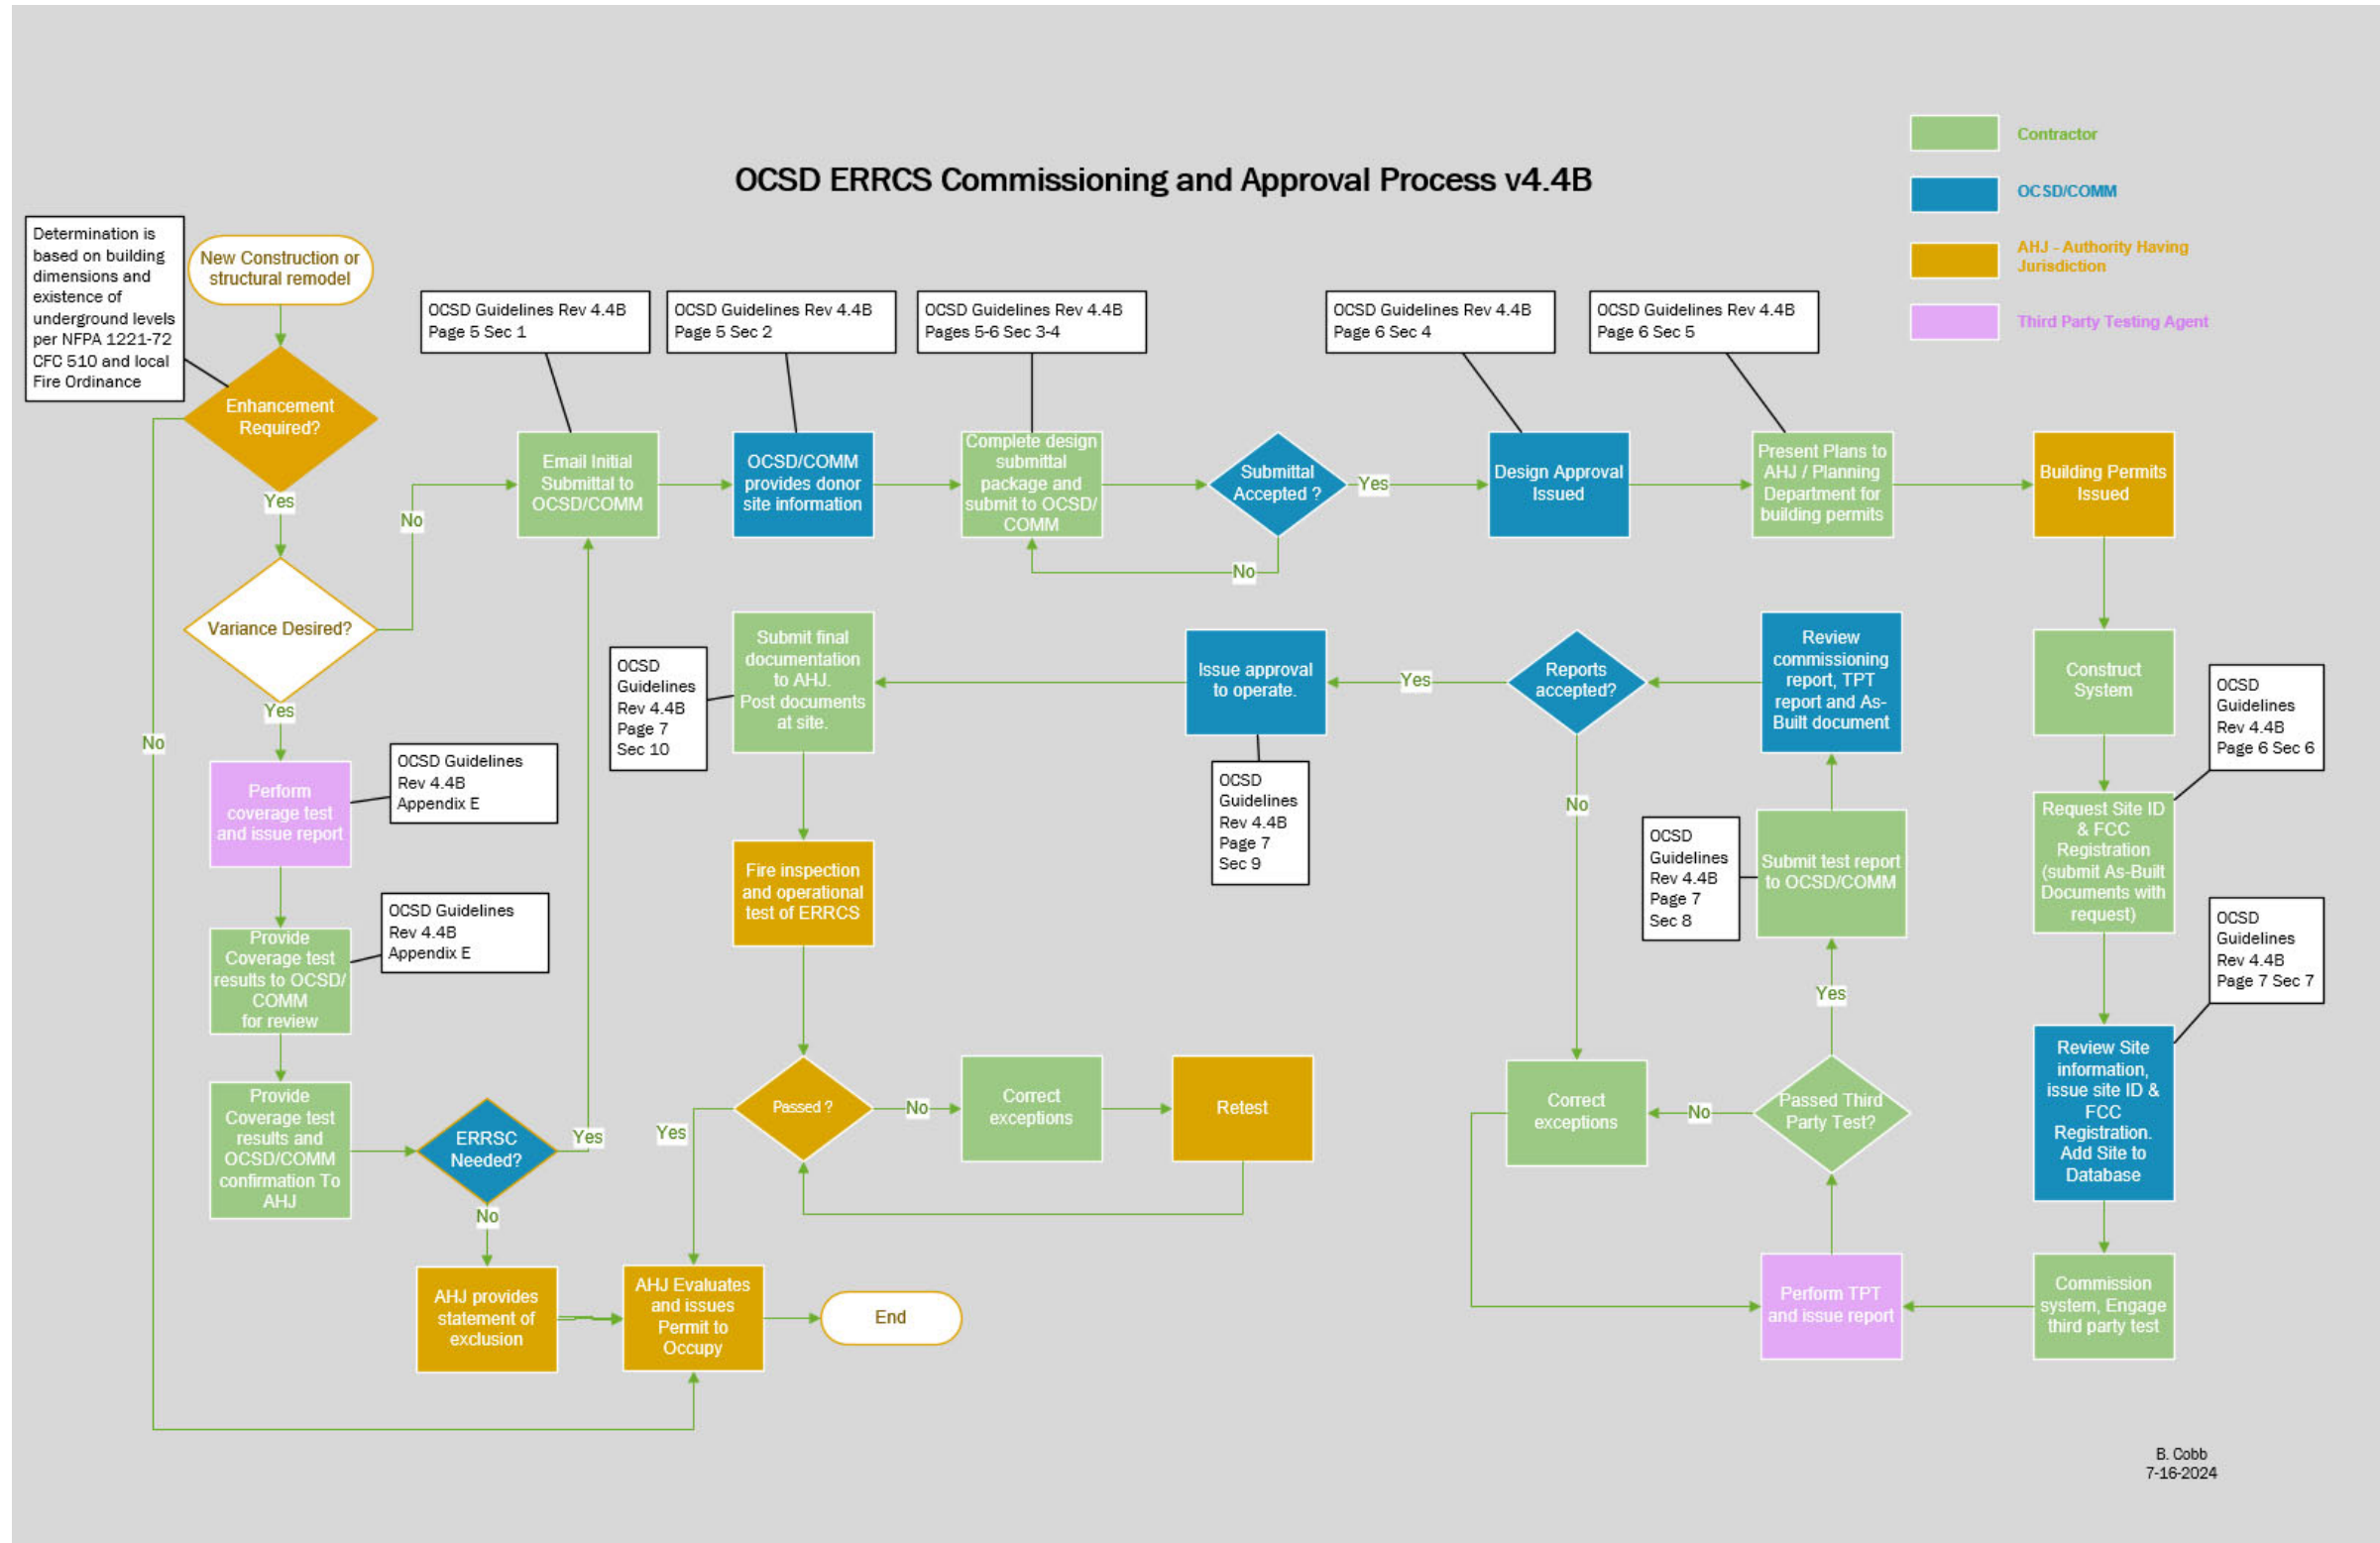 OCSD ERRCS Commissioning and Approval Process v4.4B
Contractor
OCSD/COMM
AHJ - Authority Having
Jurisdiction
Third Party Testing Agent
Determination is
based on building
dimensions and
existence of
underground levels
per NFPA 1221-72
CFC 510 and local
Fire Ordinance
New Construction or
structural remodel
Enhancement
Required?
Yes
No
Variance Desired?
No
Yes
OCSD Guidelines Rev 4.4B
Page 5 Sec 1
OCSD Guidelines Rev 4.4B
Page 5 Sec 2
OCSD Guidelines Rev 4.4B
Pages 5-6 Sec 3-4
OCSD Guidelines Rev 4.4B
Page 6 Sec 4
OCSD Guidelines Rev 4.4B
Page 6 Sec 5
Email Initial
Submittal to
OCSD/COMM
OCSD/COMM
provides donor
site information
Complete design
submittal
package and
submit to OCSD/
COMM
Submittal
Accepted ?
Yes
No
Design Approval
Issued
Present Plans to
AHJ / Planning
Department for
building permits
Building Permits
Issued
Construct
System
OCSD
Guidelines
Rev 4.4B
Page 6 Sec 6
Request Site ID
& FCC
Registration
(submit As-Built
Documents with
request)
OCSD
Guidelines
Rev 4.4B
Page 7 Sec 7
Review Site
information,
issue site ID &
FCC
Registration.
Add Site to
Database
Commission
system, Engage
third party test
Perform TPT
and issue report
Passed Third
Party Test?
No
Yes
Correct
exceptions
Submit test report
to OCSD/COMM
OCSD
Guidelines
Rev 4.4B
Page 7
Sec 8
Review
commissioning
report, TPT
report and As-
Built document
Reports
accepted?
No
Yes
Issue approval
to operate.
OCSD
Guidelines
Rev 4.4B
Page 7
Sec 9
Submit final
documentation
to AHJ.
Post documents
at site.
OCSD
Guidelines
Rev 4.4B
Page 7
Sec 10
Fire inspection
and operational
test of ERRCS
Passed ?
No
Yes
Correct
exceptions
Retest
Perform
coverage test
and issue report
OCSD Guidelines
Rev 4.4B
Appendix E
Provide
Coverage test
results to OCSD/
COMM
for review
OCSD Guidelines
Rev 4.4B
Appendix E
Provide
Coverage test
results and
OCSD/COMM
confirmation To
AHJ
ERRSC
Needed?
Yes
No
AHJ provides
statement of
exclusion
AHJ Evaluates
and issues
Permit to
Occupy
End
B. Cobb
7-16-2024